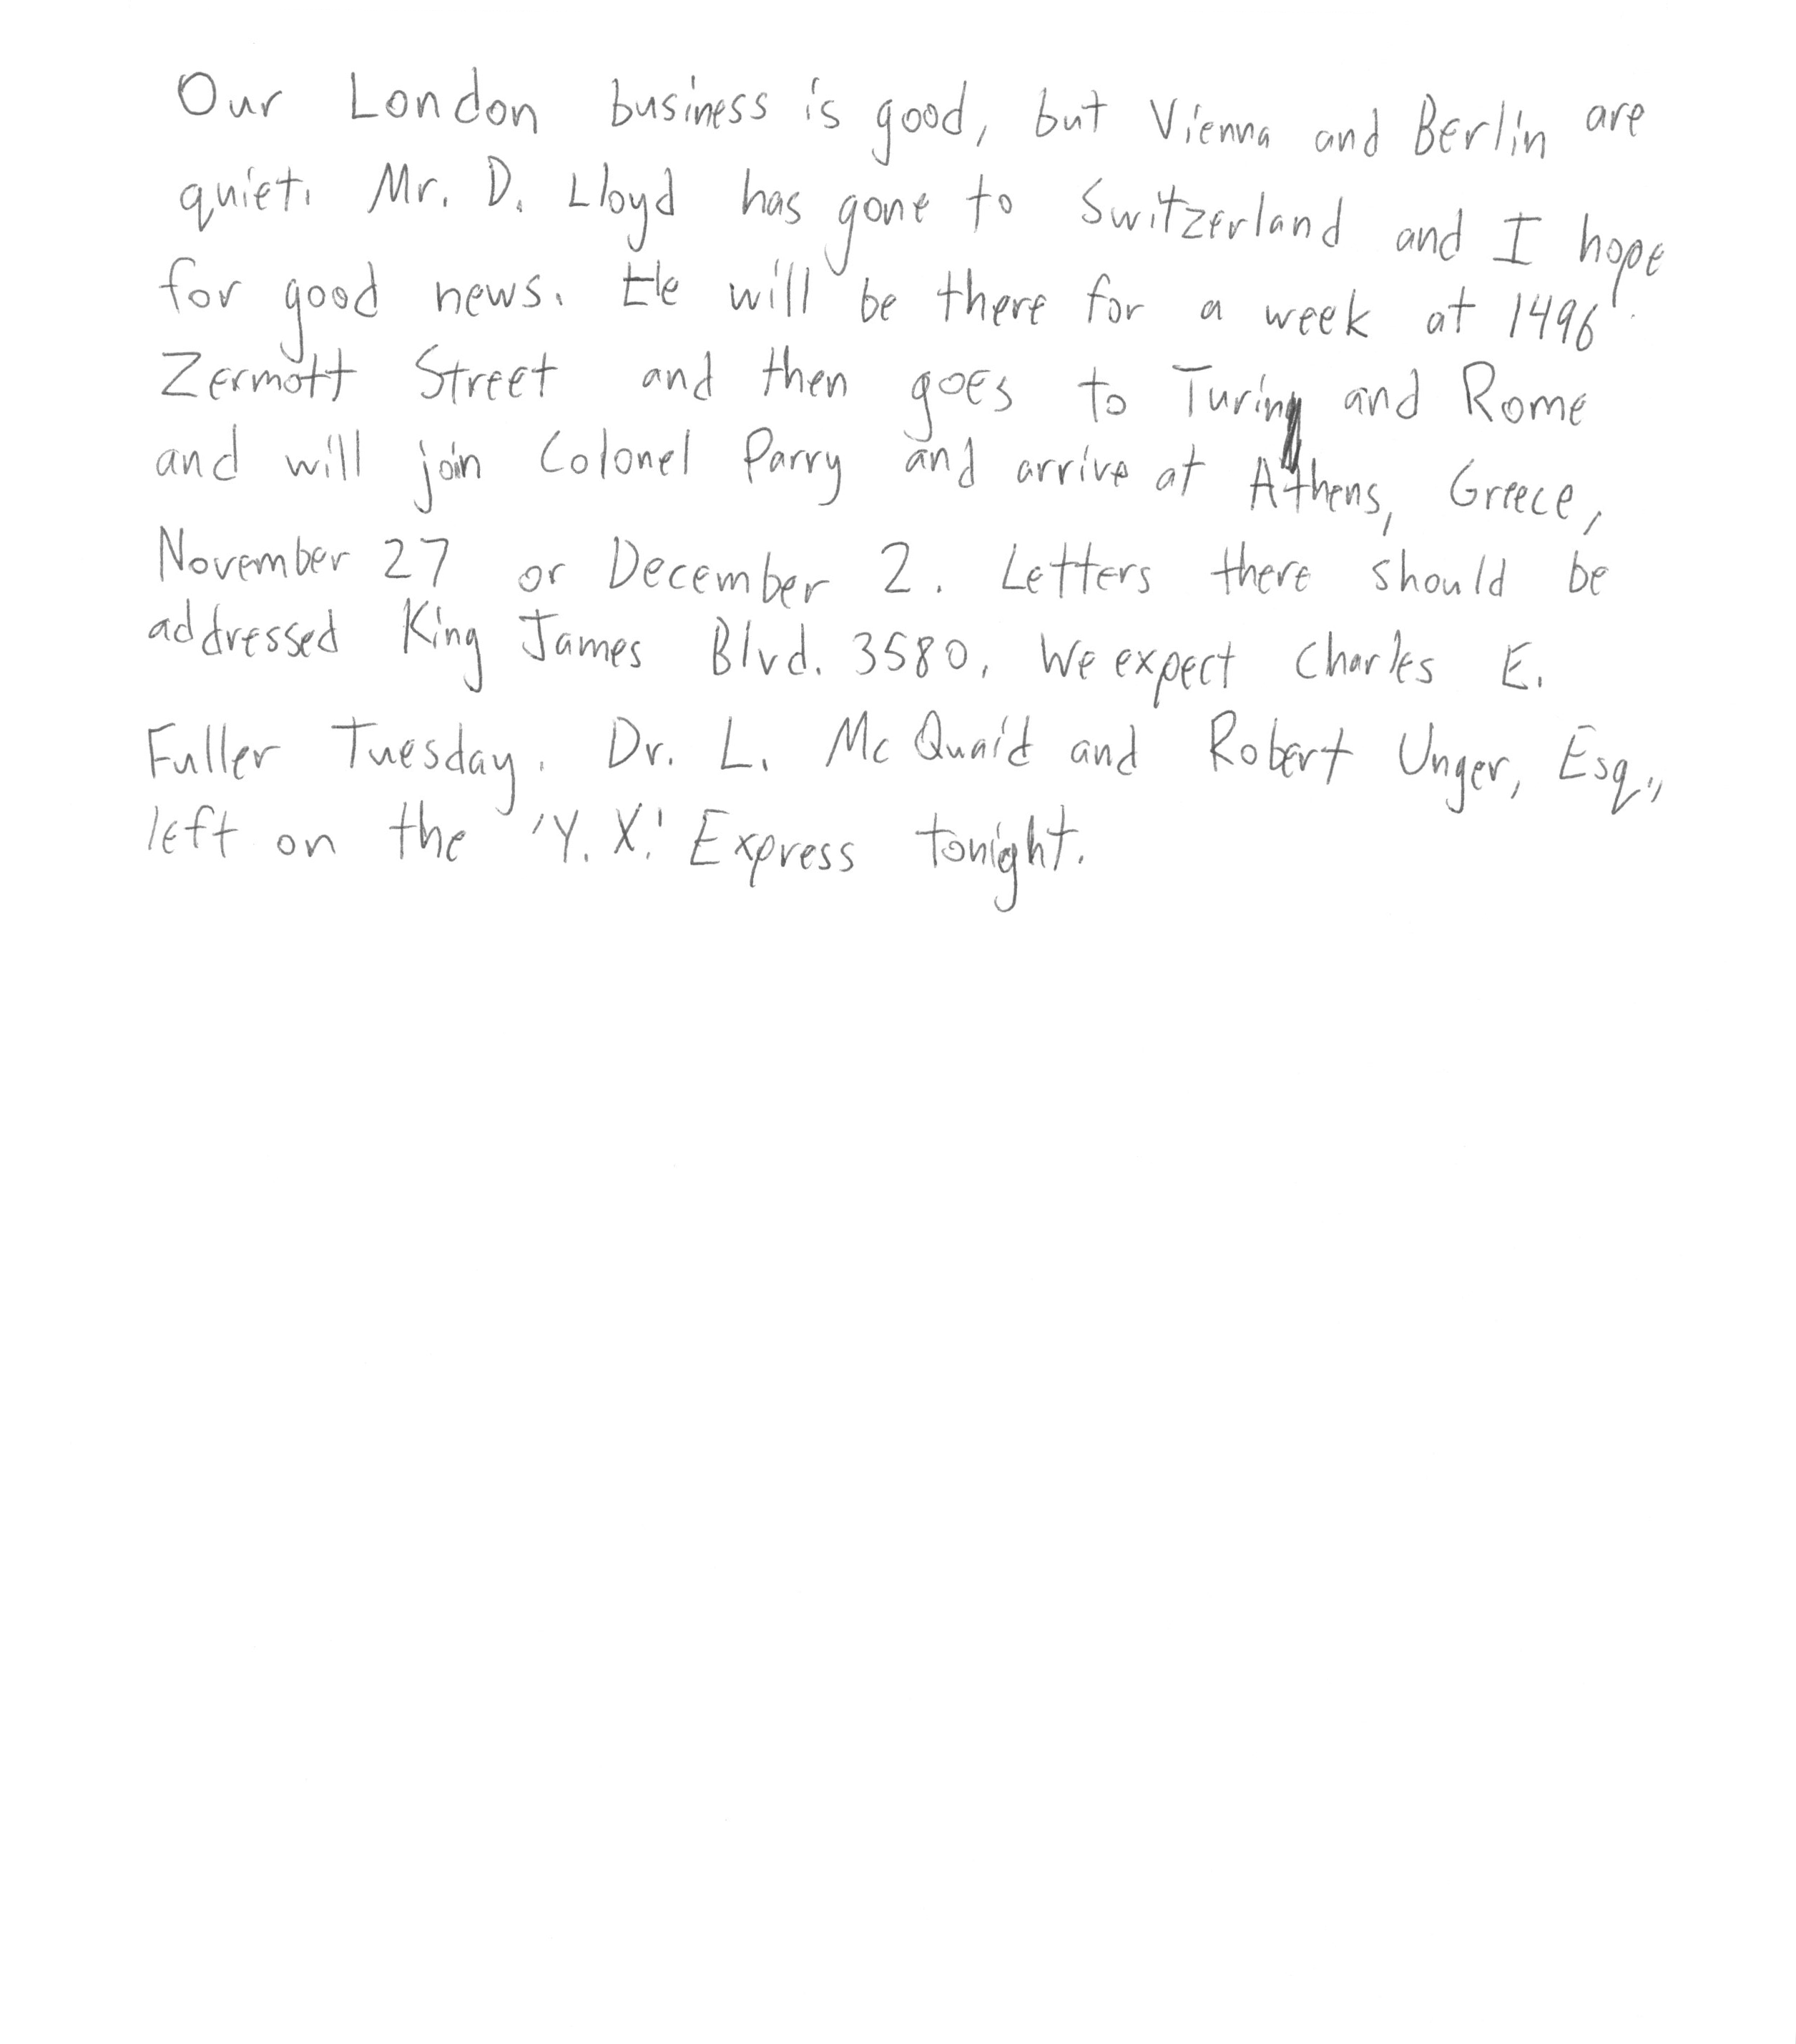 Our London business is good, but Vienna and Berlin are
quiet. Mr. D. Lloyd has gone to Switzerland and I hope
for good news. He will be there for a week at 1496
Zermott Street and then goes to Turin and Rome
and will join Colonel Parry and arrive at Athens, Greece,
November 27 or December 2. Letters there should be
addressed King James Blvd. 3580. We expect Charles E.
Fuller Tuesday. Dr. L. McQuaid and Robert Unger, Esq.,
left on the 'Y. X.' Express tonight.